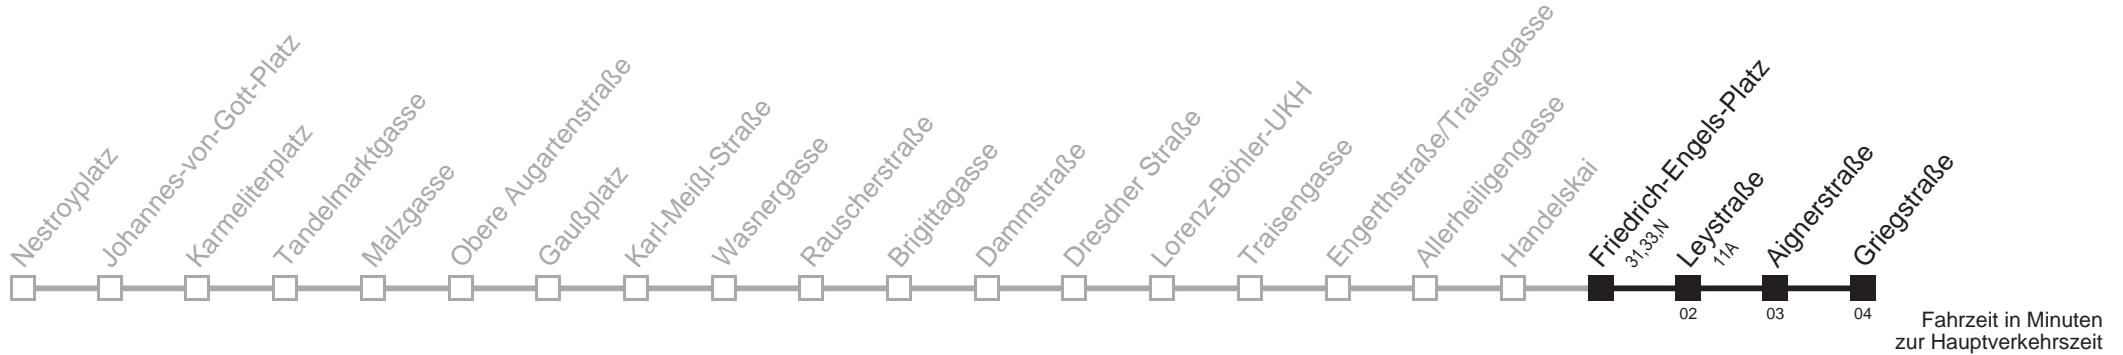 Nestroyplatz
Johannes-von-Gott-Platz
Karmeliterplatz
Tandelmarktgasse
Malzgasse
Obere Augartenstraße
Gaußplatz
Karl-Meißl-Straße
Wasnergasse
Rauscherstraße
Brigittagasse
Dammstraße
Dresdner Straße
Lorenz-Böhler-UKH
Traisengasse
Engerthstraße/Traisengasse
Allerheiligengasse
Handelskai
Friedrich-Engels-Platz
31,33,N
Leystraße
11A
Aignerstraße
Griegstraße
02
03
04
Fahrzeit in Minuten
zur Hauptverkehrszeit